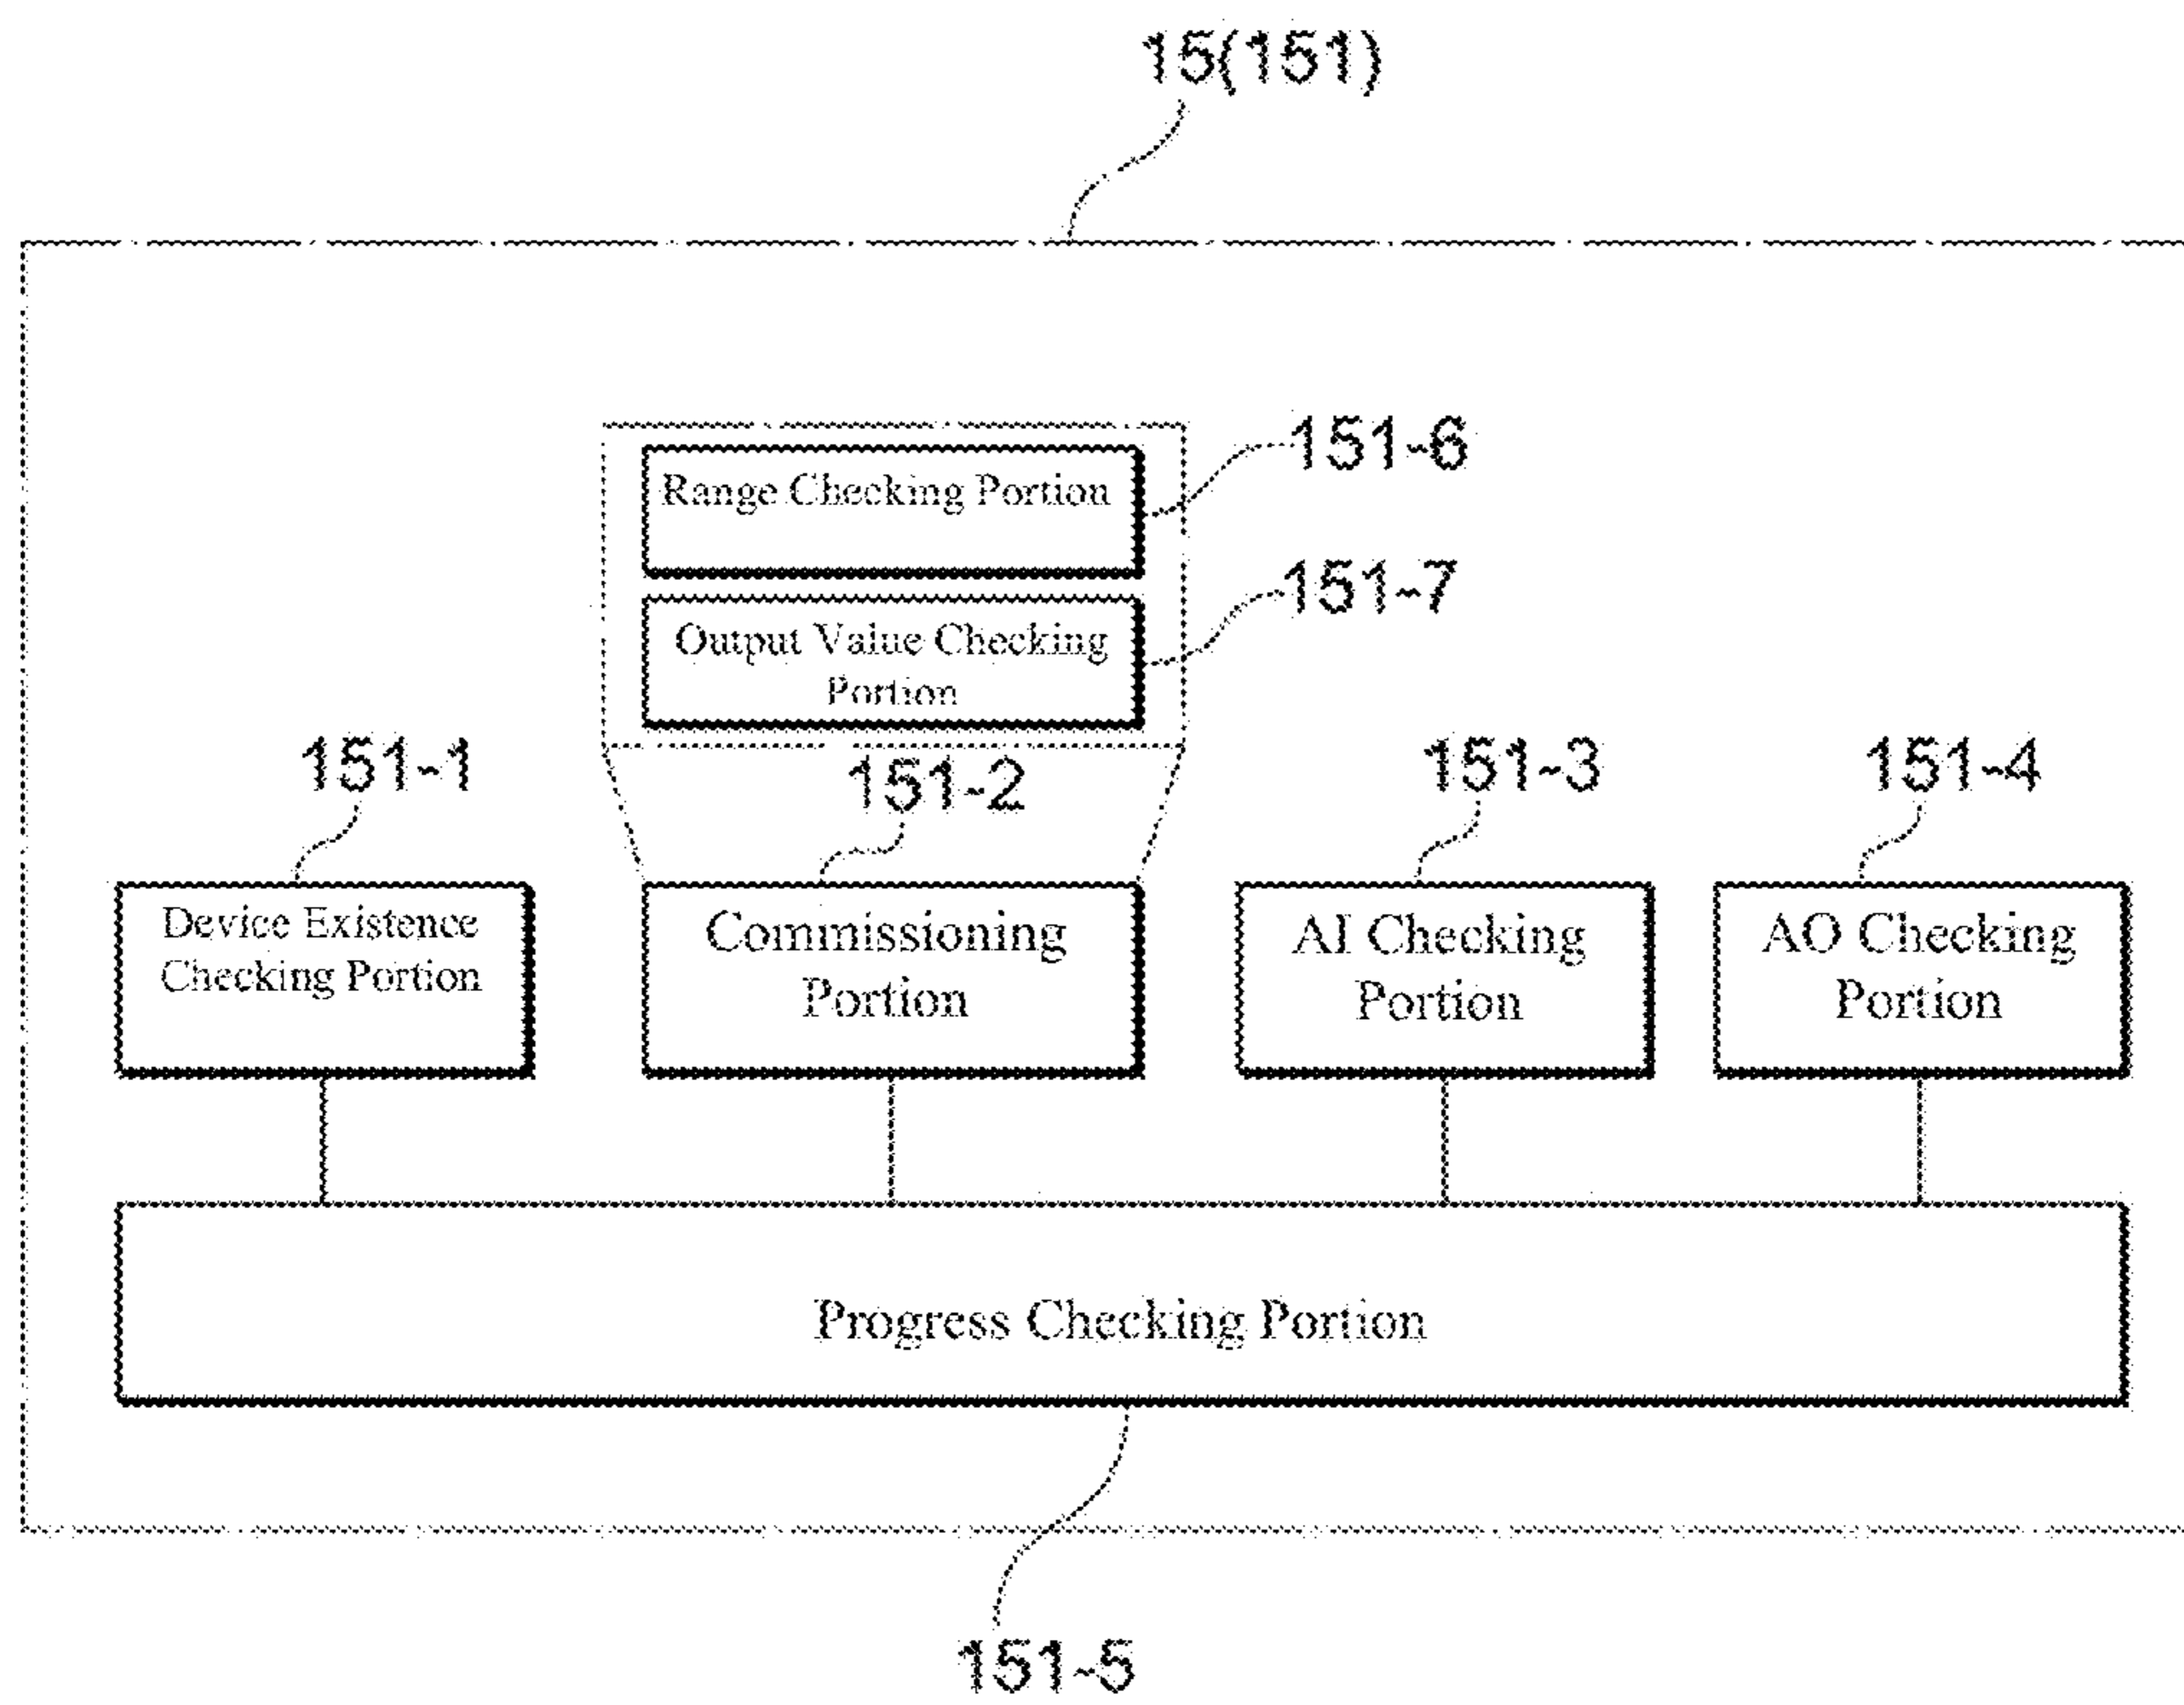 15(151)
Range Checking Portion
151-6
Output Value Checking
Portion
151-7
151-1
151-2
151-3
151-4
Device Existence
Checking Portion
Commissioning
Portion
AI Checking
Portion
AO Checking
Portion
Progress Checking Portion
151-5